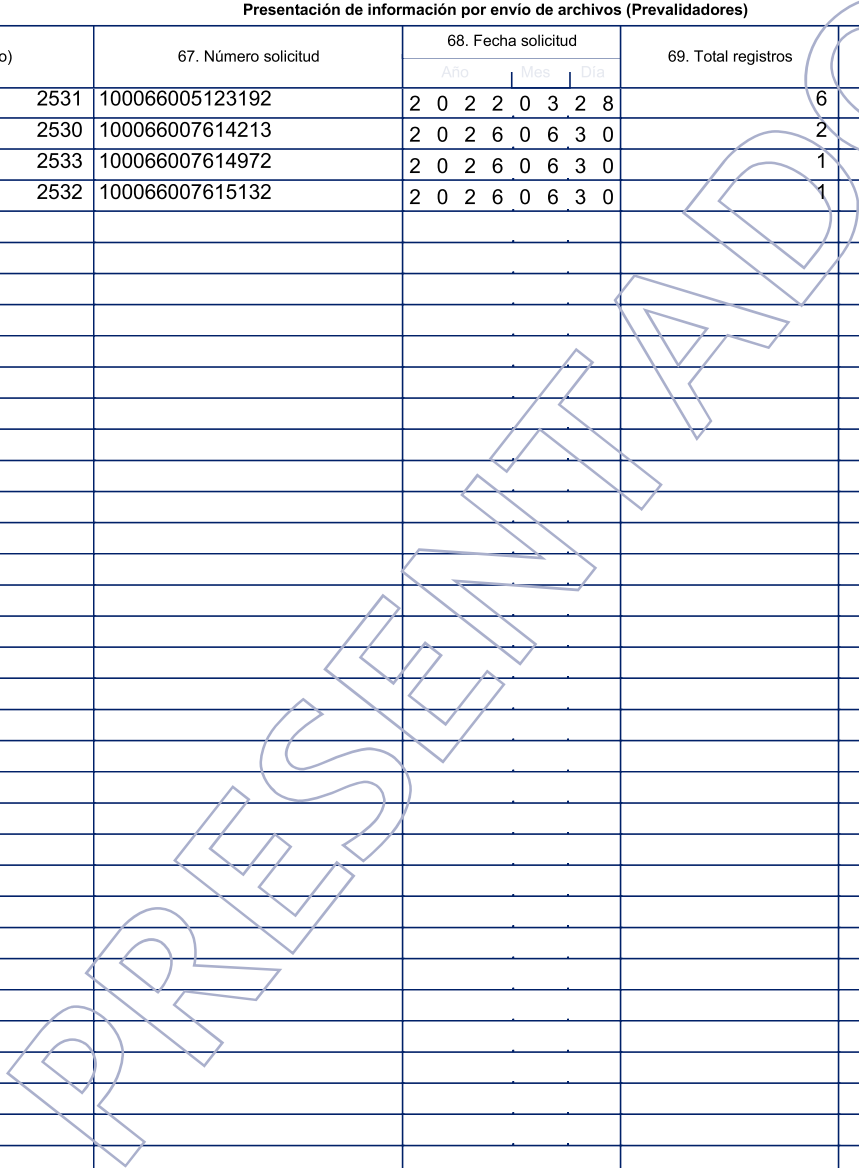 Presentación de información por envío de archivos (Prevalidadores)
o) 67. Número solicitud 68. Fecha solicitud 69. Total registros
Año Mes Día
2531 100066005123192 2 0 2 2 0 3 2 8 6
2530 100066007614213 2 0 2 6 0 6 3 0 2
2533 100066007614972 2 0 2 6 0 6 3 0 1
2532 100066007615132 2 0 2 6 0 6 3 0 1
PRESENTADO